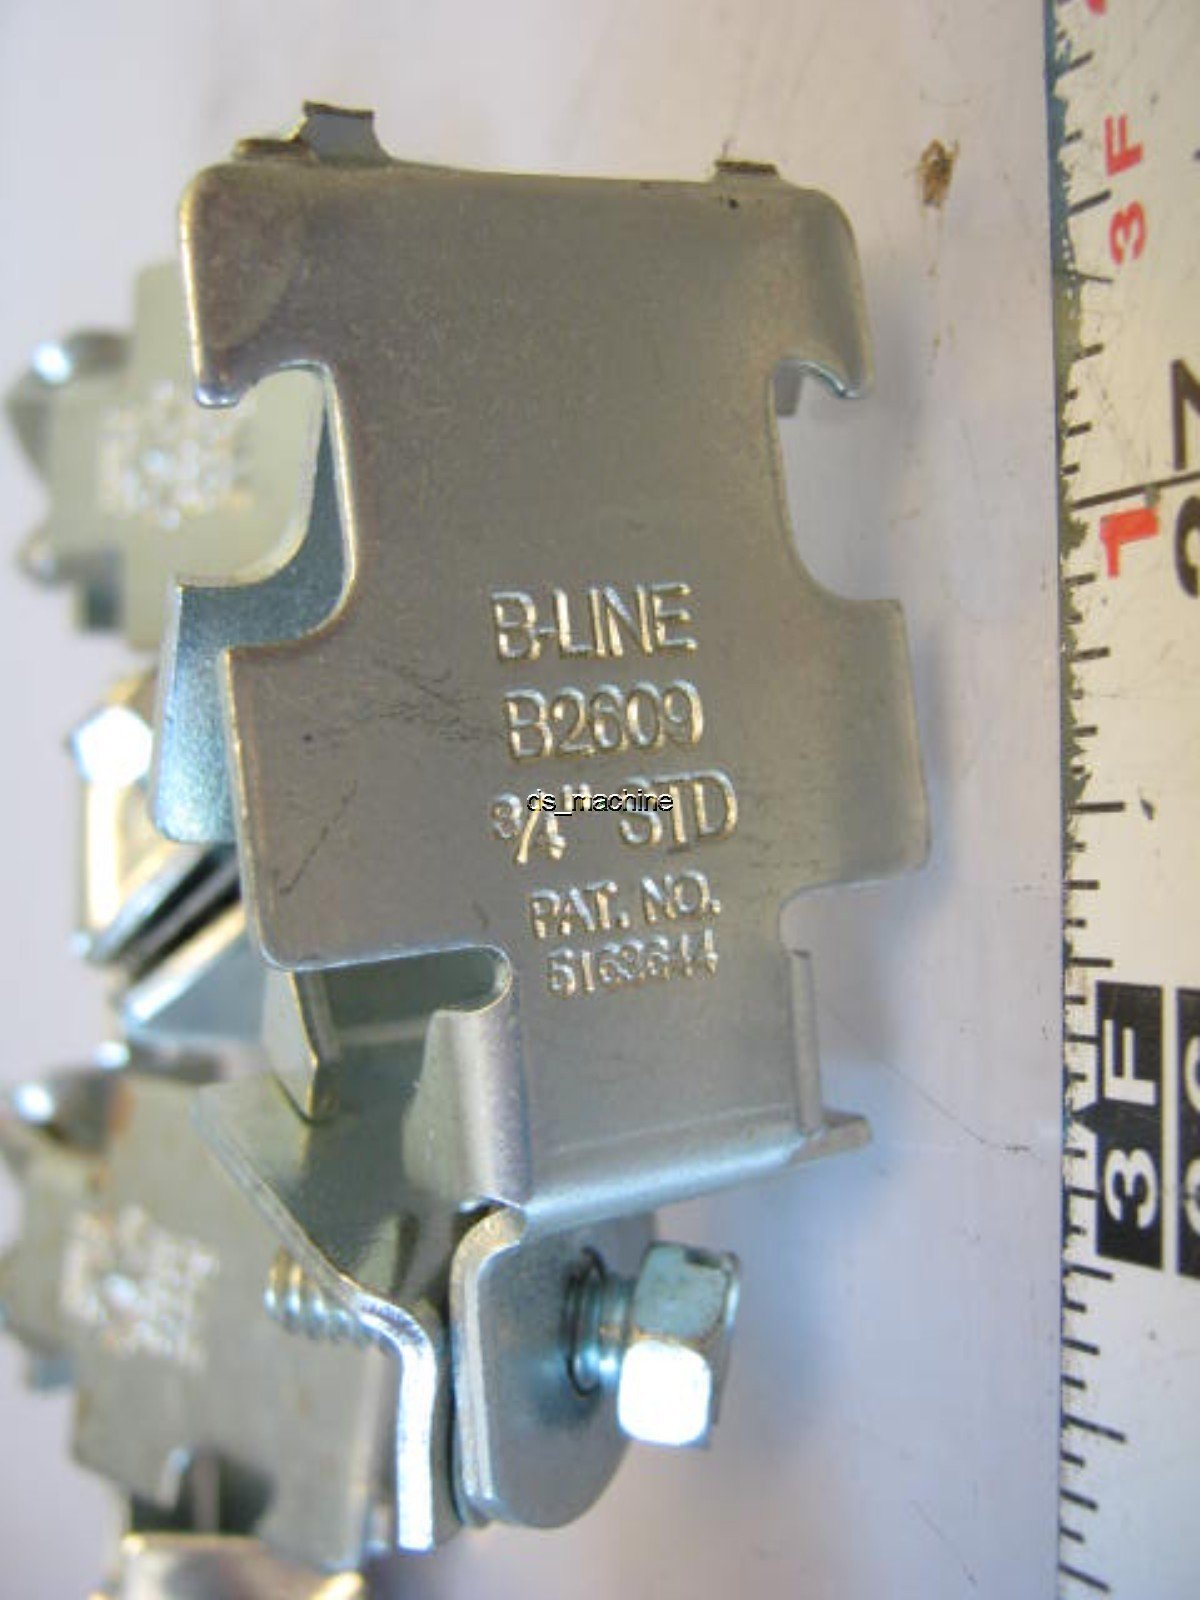 B-LINE
B2609
3/4" STD
ds_machine
PAT. NO.
3F
1
3F